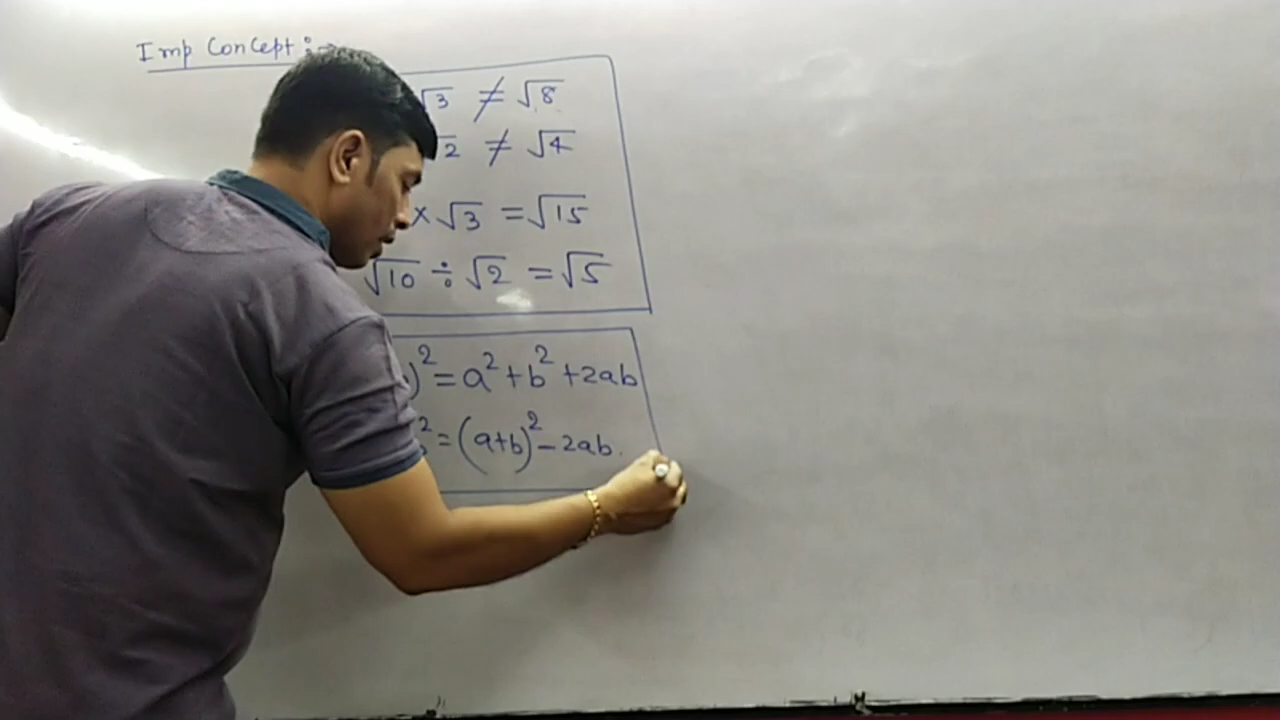 Imp Concept :-
√3 ≠ √8
√2 ≠ √4
× √3 = √15
√10 ÷ √2 = √5
)² = a² + b² + 2ab
² = (a+b)² - 2ab.